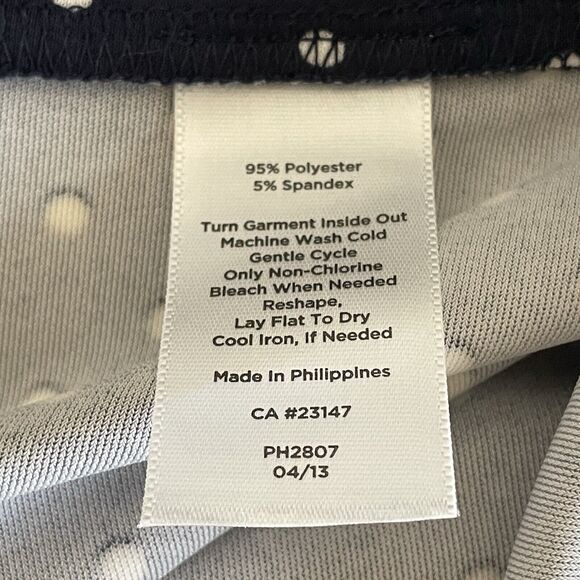 95% Polyester
5% Spandex
Turn Garment Inside Out
Machine Wash Cold
Gentle Cycle
Only Non-Chlorine
Bleach When Needed
Reshape,
Lay Flat To Dry
Cool Iron, If Needed
Made In Philippines
CA #23147
PH2807
04/13